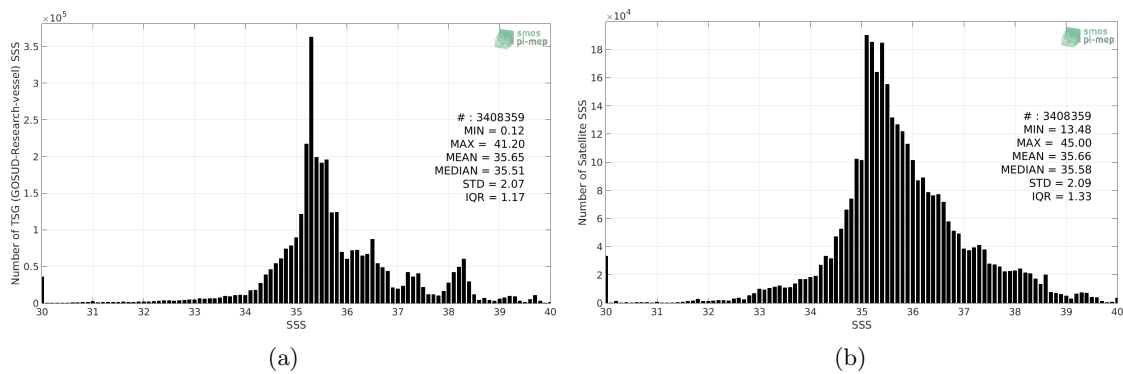 ×10⁵
3.5
3
2.5
2
1.5
1
0.5
0
Number of TSG (GOSUD-Research-vessel) SSS
smos
pi-mep
# : 3408359
MIN = 0.12
MAX = 41.20
MEAN = 35.65
MEDIAN = 35.51
STD = 2.07
IQR = 1.17
30 31 32 33 34 35 36 37 38 39 40
SSS
(a)
×10⁴
18
16
14
12
10
8
6
4
2
0
Number of Satellite SSS
smos
pi-mep
# : 3408359
MIN = 13.48
MAX = 45.00
MEAN = 35.66
MEDIAN = 35.58
STD = 2.09
IQR = 1.33
30 31 32 33 34 35 36 37 38 39 40
SSS
(b)